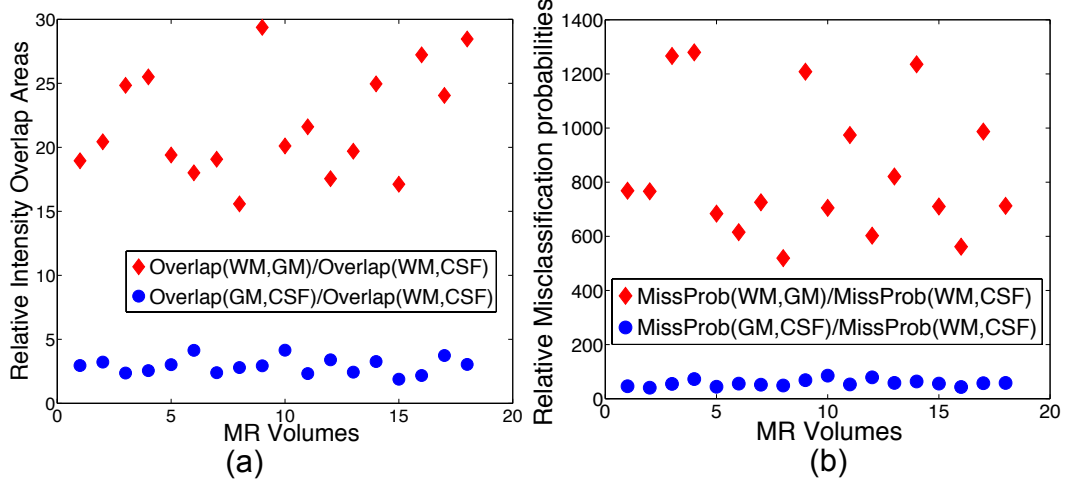 Relative Intensity Overlap Areas
30
25
20
15
10
5
0
Overlap(WM,GM)/Overlap(WM,CSF)
Overlap(GM,CSF)/Overlap(WM,CSF)
0 5 10 15 20
MR Volumes
(a)
Relative Misclassification probabilities
1400
1200
1000
800
600
400
200
0
MissProb(WM,GM)/MissProb(WM,CSF)
MissProb(GM,CSF)/MissProb(WM,CSF)
0 5 10 15 20
MR Volumes
(b)